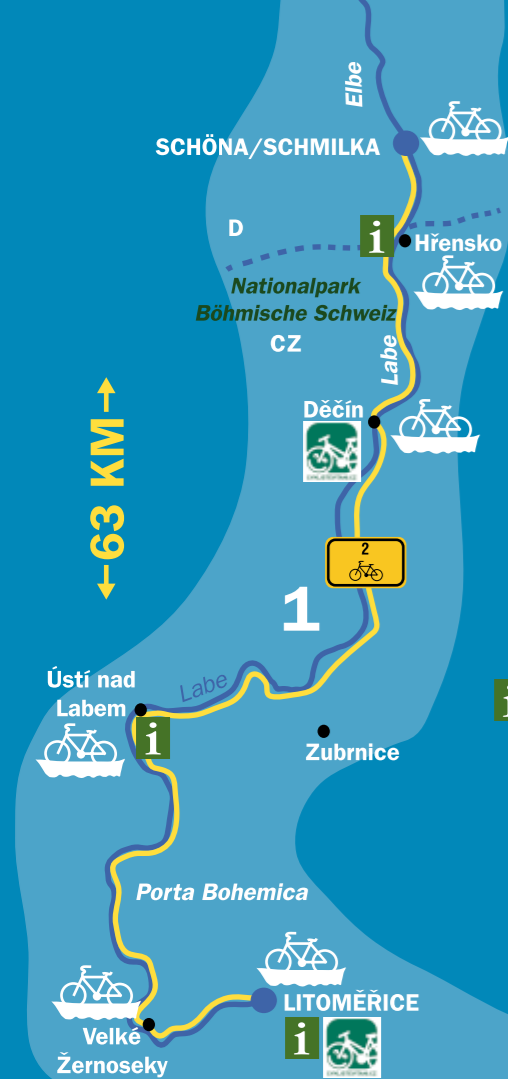 Elbe
SCHÖNA/SCHMILKA
D
i
Hřensko
Nationalpark
Böhmische Schweiz
CZ
Labe
Děčín
63 KM
2
1
Ústí nad
Labem
Labe
i
i
Zubrnice
Porta Bohemica
LITOMĚŘICE
i
Velké
Žernoseky